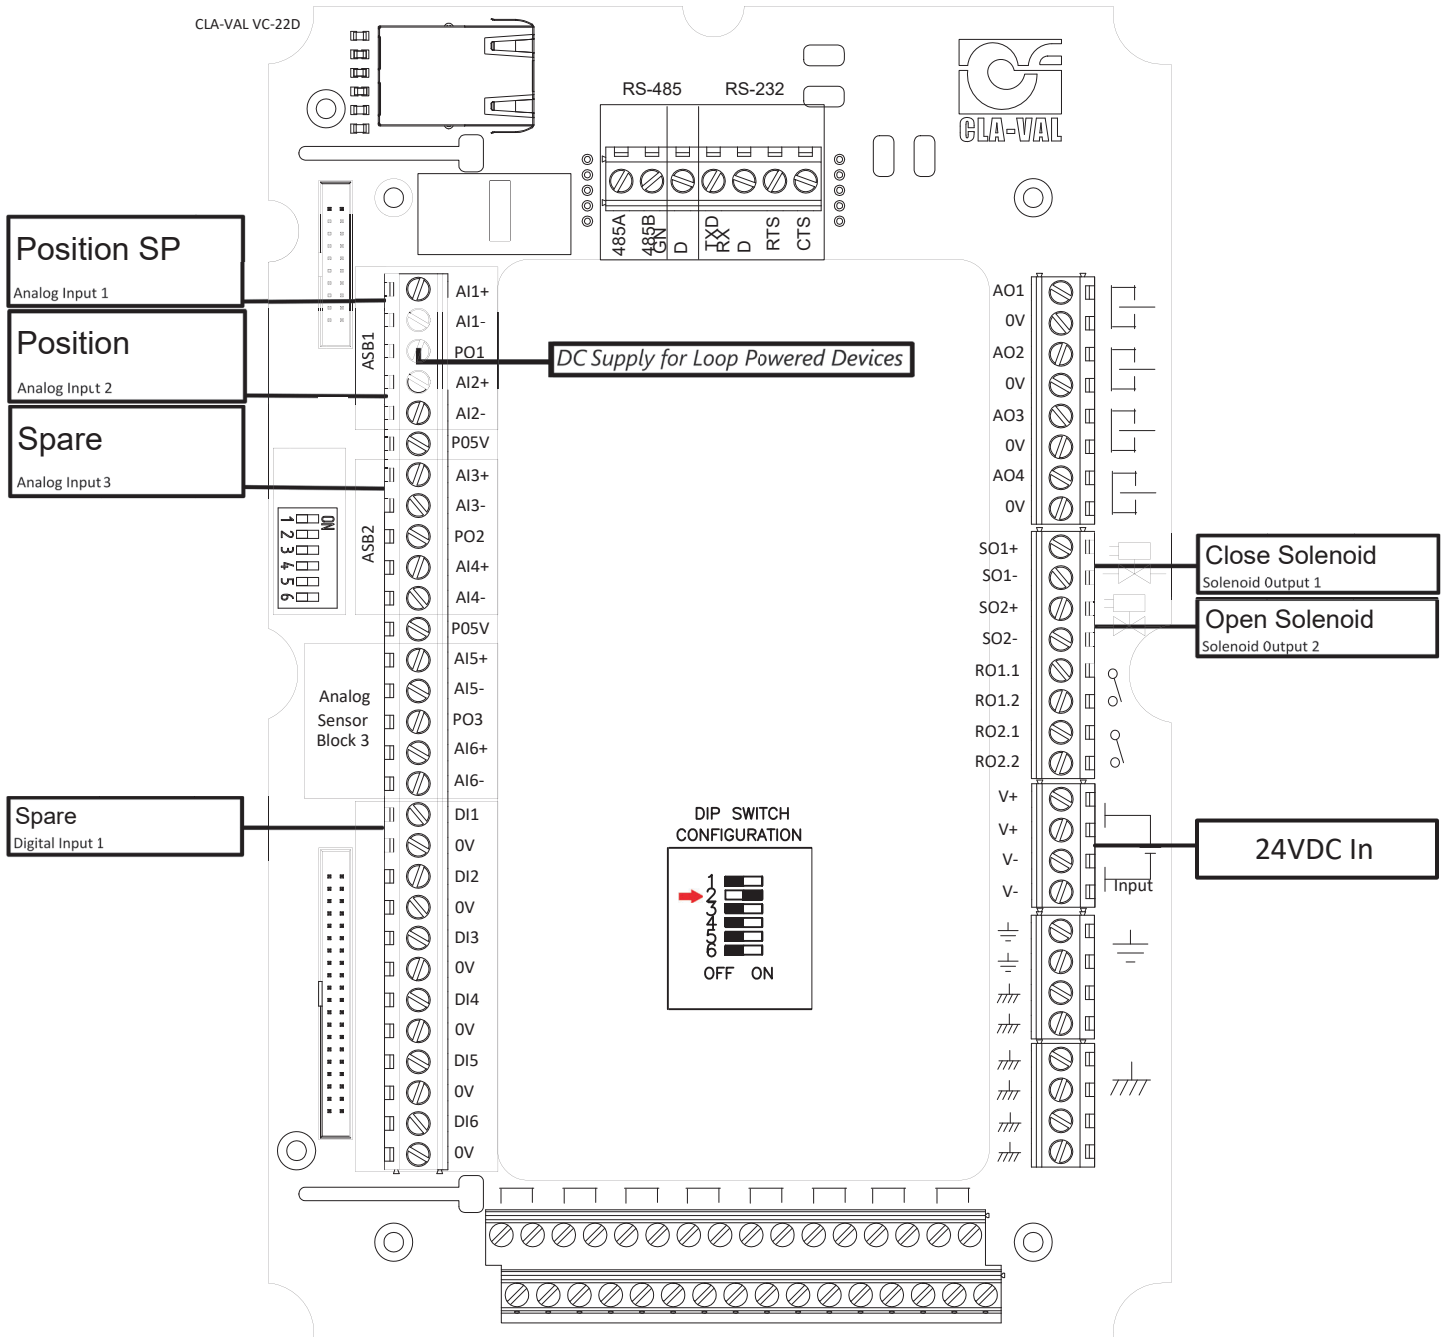 CLA-VAL VC-22D
RS-485
RS-232
CLA-VAL
485A
485B
GN
D
TXD
RX
D
RTS
CTS
Position SP
Analog Input 1
Position
Analog Input 2
Spare
Analog Input 3
ASB1
AI1+
AI1-
PO1
AI2+
AI2-
P05V
DC Supply for Loop Powered Devices
ASB2
AI3+
AI3-
PO2
AI4+
AI4-
P05V
ON
1
2
3
4
5
6
Analog
Sensor
Block 3
AI5+
AI5-
PO3
AI6+
AI6-
Spare
Digital Input 1
DI1
0V
DI2
0V
DI3
0V
DI4
0V
DI5
0V
DI6
0V
DIP SWITCH
CONFIGURATION
1
2
3
4
5
6
OFF ON
AO1
0V
AO2
0V
AO3
0V
AO4
0V
SO1+
SO1-
SO2+
SO2-
RO1.1
RO1.2
RO2.1
RO2.2
Close Solenoid
Solenoid Output 1
Open Solenoid
Solenoid Output 2
V+
V+
V-
V-
Input
24VDC In